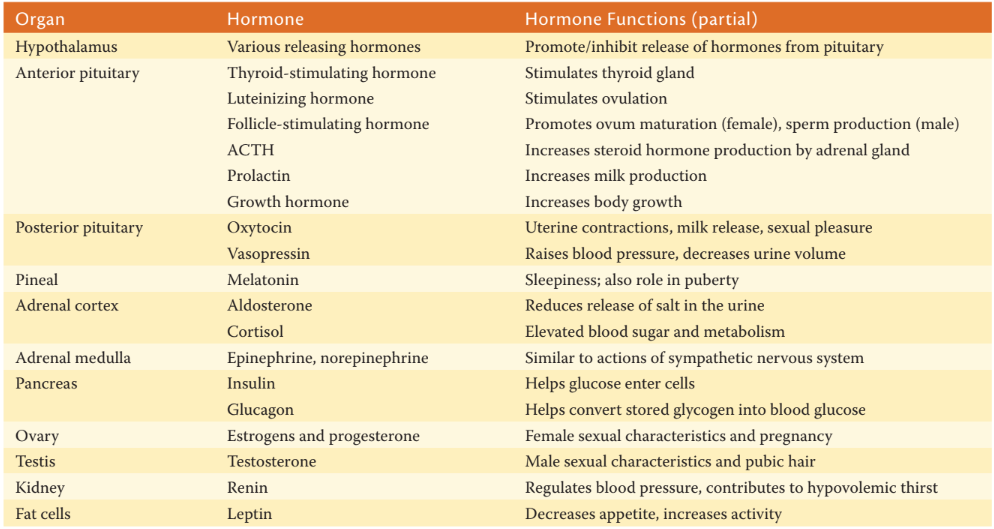 Organ Hormone Hormone Functions (partial)
Hypothalamus Various releasing hormones Promote/inhibit release of hormones from pituitary
Anterior pituitary Thyroid-stimulating hormone Stimulates thyroid gland
Luteinizing hormone Stimulates ovulation
Follicle-stimulating hormone Promotes ovum maturation (female), sperm production (male)
ACTH Increases steroid hormone production by adrenal gland
Prolactin Increases milk production
Growth hormone Increases body growth
Posterior pituitary Oxytocin Uterine contractions, milk release, sexual pleasure
Vasopressin Raises blood pressure, decreases urine volume
Pineal Melatonin Sleepiness; also role in puberty
Adrenal cortex Aldosterone Reduces release of salt in the urine
Cortisol Elevated blood sugar and metabolism
Adrenal medulla Epinephrine, norepinephrine Similar to actions of sympathetic nervous system
Pancreas Insulin Helps glucose enter cells
Glucagon Helps convert stored glycogen into blood glucose
Ovary Estrogens and progesterone Female sexual characteristics and pregnancy
Testis Testosterone Male sexual characteristics and pubic hair
Kidney Renin Regulates blood pressure, contributes to hypovolemic thirst
Fat cells Leptin Decreases appetite, increases activity